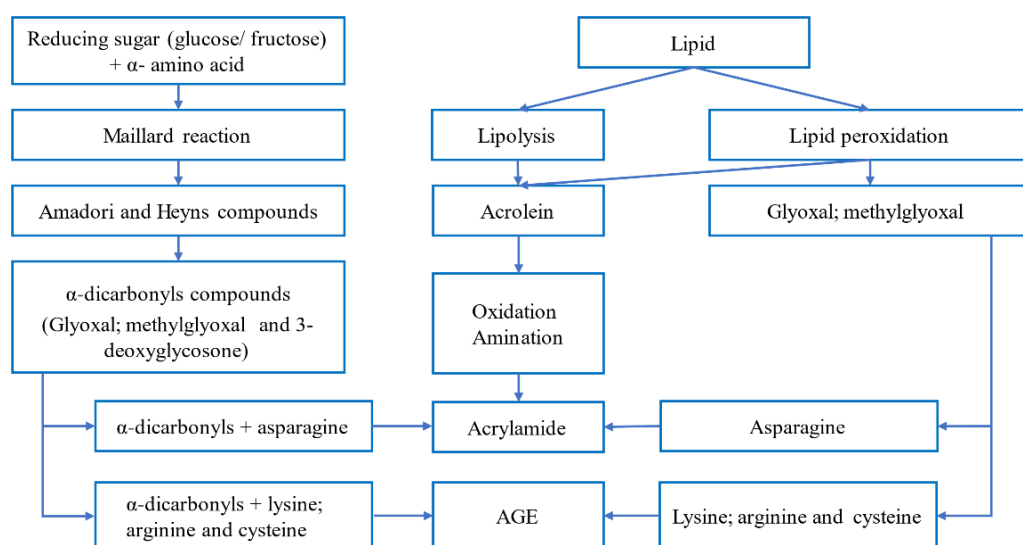 Reducing sugar (glucose/ fructose)
+ α- amino acid
Lipid
Maillard reaction
Lipolysis
Lipid peroxidation
Amadori and Heyns compounds
Acrolein
Glyoxal; methylglyoxal
α-dicarbonyls compounds
(Glyoxal; methylglyoxal and 3-
deoxyglycosone)
Oxidation
Amination
α-dicarbonyls + asparagine
Acrylamide
Asparagine
α-dicarbonyls + lysine;
arginine and cysteine
AGE
Lysine; arginine and cysteine